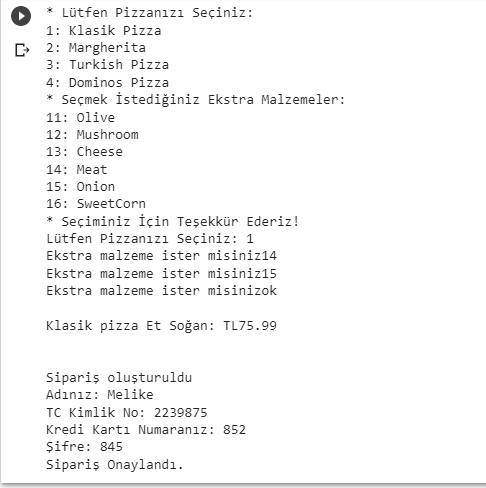 * Lütfen Pizzanızı Seçiniz:
1: Klasik Pizza
2: Margherita
3: Turkish Pizza
4: Dominos Pizza
* Seçmek İstediğiniz Ekstra Malzemeler:
11: Olive
12: Mushroom
13: Cheese
14: Meat
15: Onion
16: SweetCorn
* Seçiminiz İçin Teşekkür Ederiz!
Lütfen Pizzanızı Seçiniz: 1
Ekstra malzeme ister misiniz14
Ekstra malzeme ister misiniz15
Ekstra malzeme ister misinizok
Klasik pizza Et Soğan: TL75.99
Sipariş oluşturuldu
Adınız: Melike
TC Kimlik No: 2239875
Kredi Kartı Numaranız: 852
Şifre: 845
Sipariş Onaylandı.